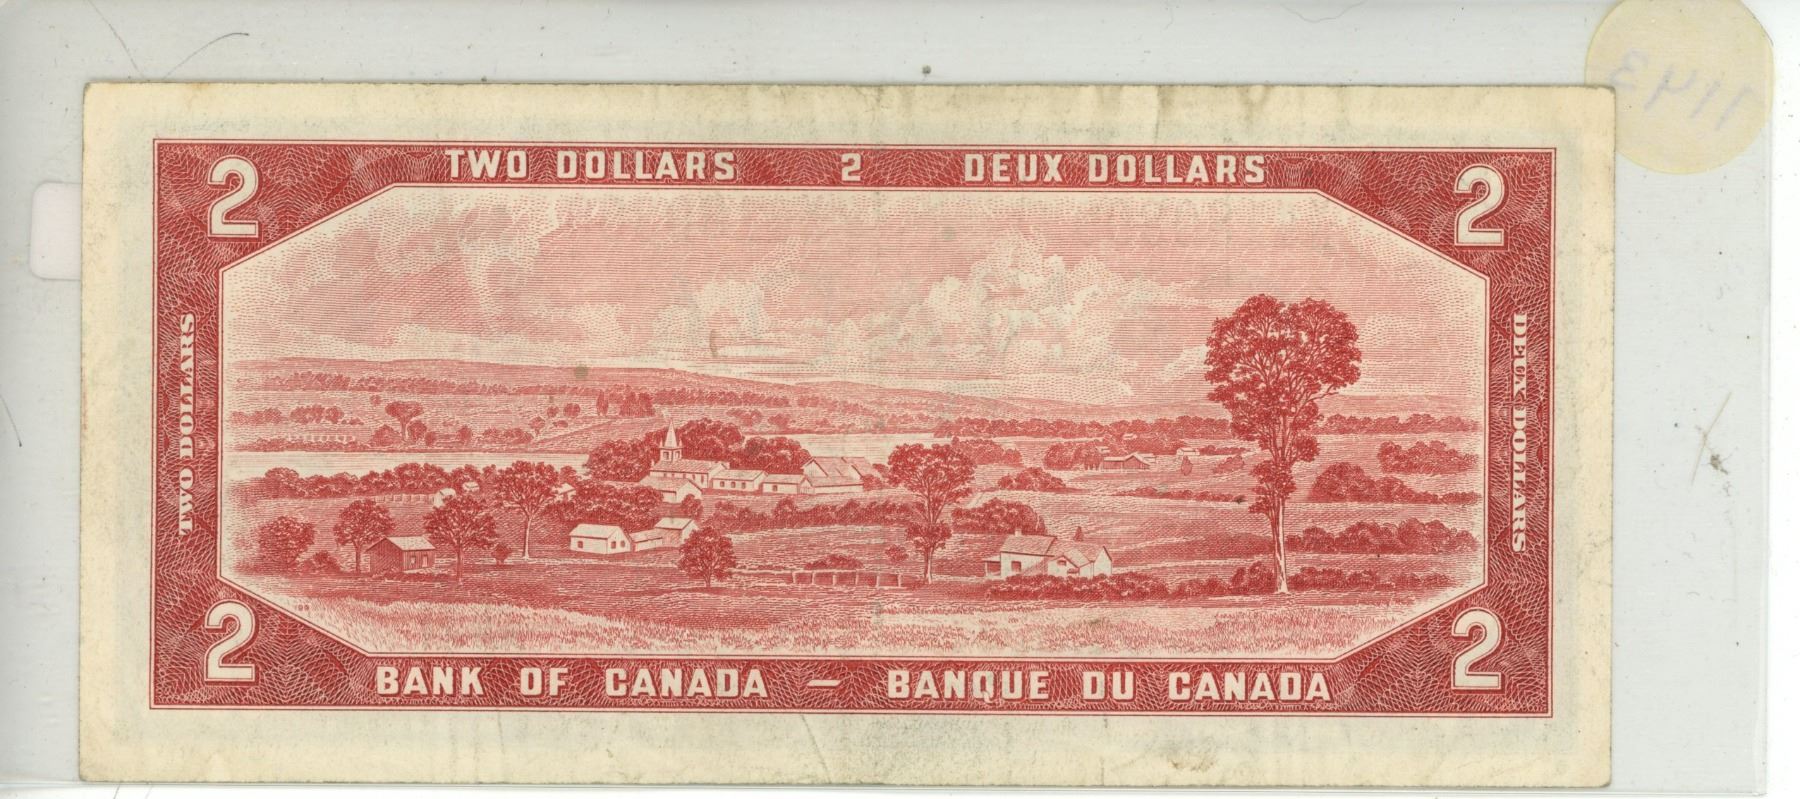 1143
2 TWO DOLLARS 2 DEUX DOLLARS 2
TWO DOLLARS
DEUX DOLLARS
2 BANK OF CANADA – BANQUE DU CANADA 2